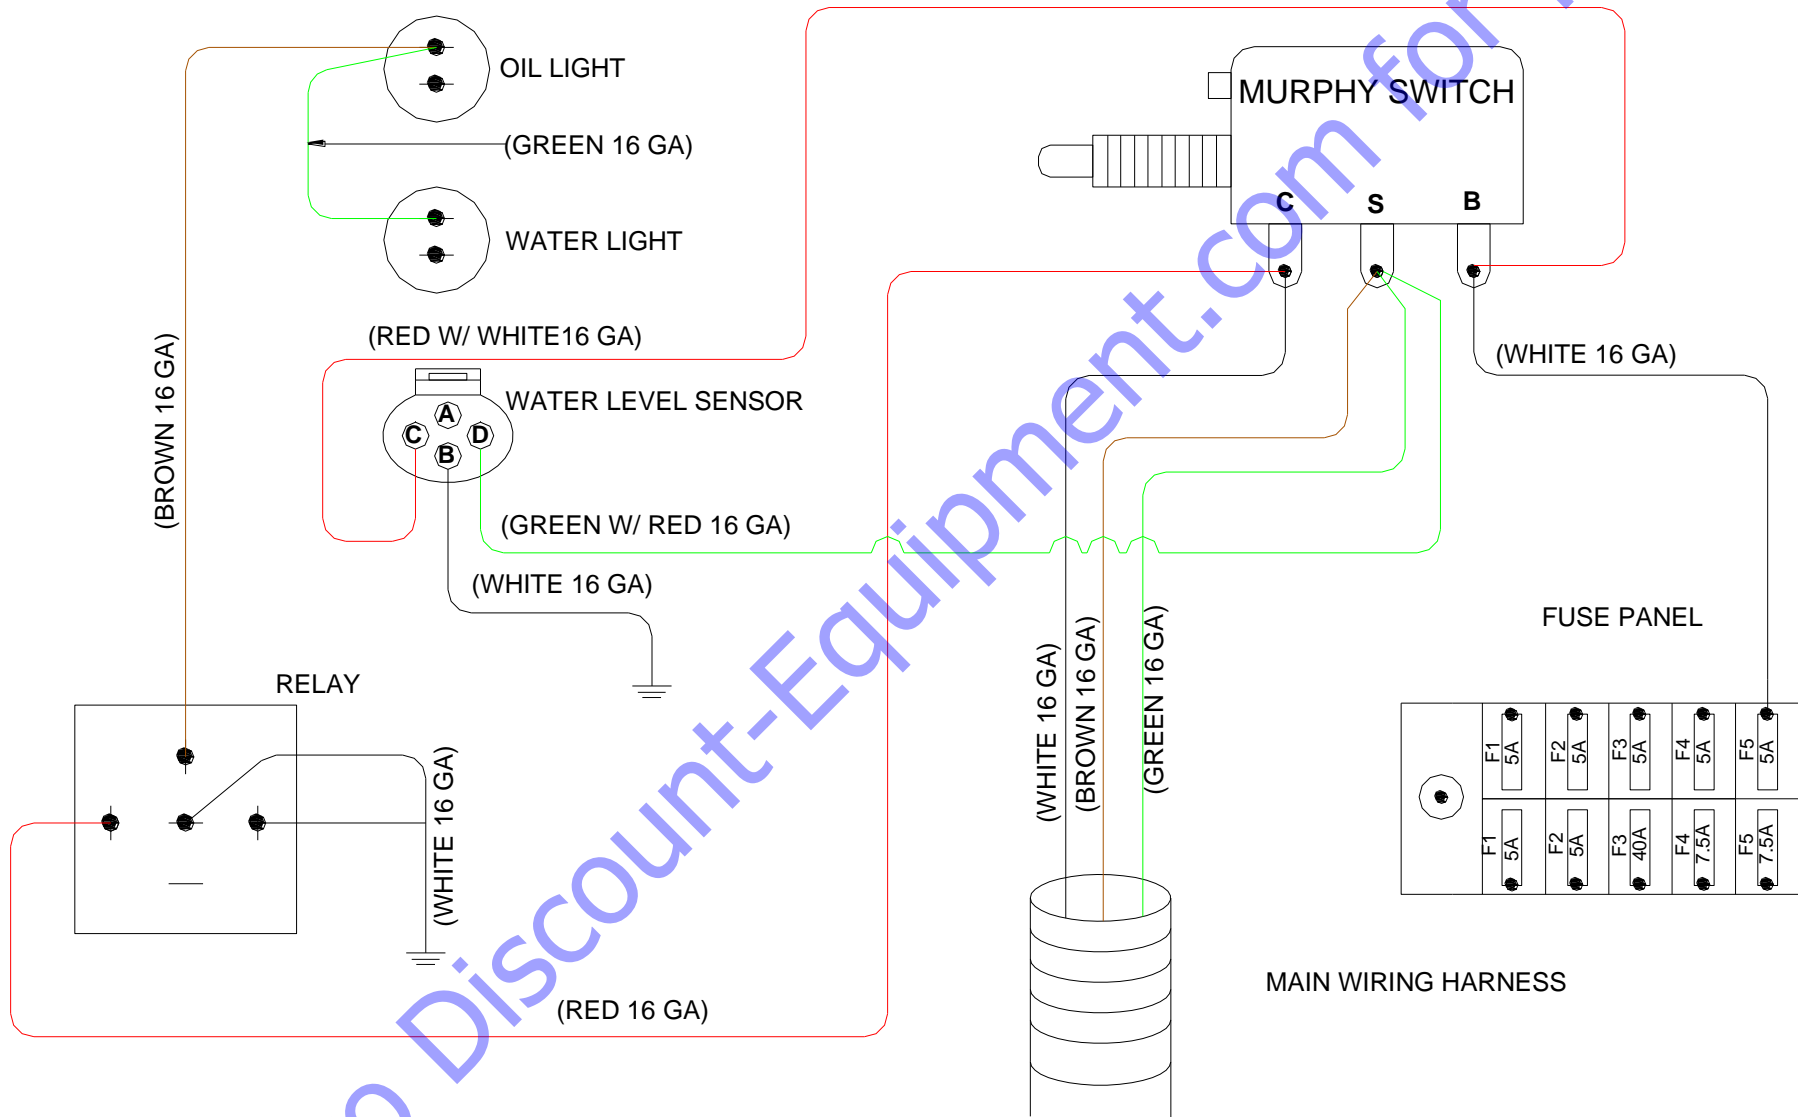 OIL LIGHT
MURPHY SWITCH
(GREEN 16 GA)
C
S
B
WATER LIGHT
(RED W/ WHITE16 GA)
(WHITE 16 GA)
(BROWN 16 GA)
WATER LEVEL SENSOR
A
C
D
B
(GREEN W/ RED 16 GA)
(WHITE 16 GA)
FUSE PANEL
(WHITE 16 GA)
(BROWN 16 GA)
(GREEN 16 GA)
RELAY
(WHITE 16 GA)
F1 5A
F2 5A
F3 5A
F4 5A
F5 5A
F1 5A
F2 5A
F3 40A
F4 7.5A
F5 7.5A
MAIN WIRING HARNESS
(RED 16 GA)
Discount-Equipment.com for